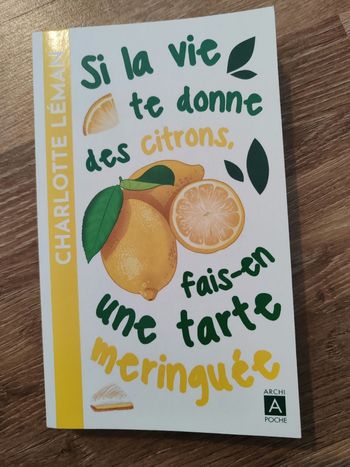 CHARLOTTE LÉMAN
Si la vie
te donne
des citrons,
fais-en
une tarte
meringuée
ARCHI
A
POCHE